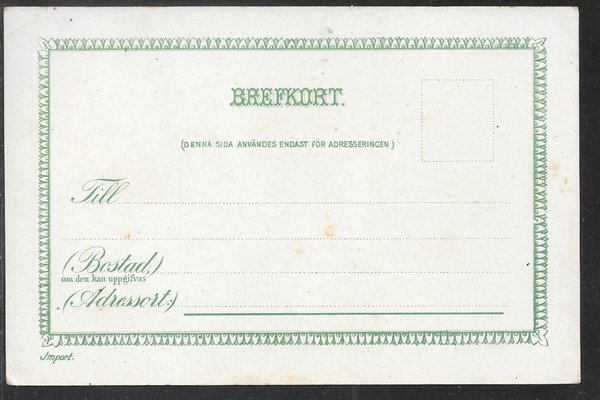 BREFKORT.
(DENNA SIDA ANVÄNDES ENDAST FÖR ADRESSERINGEN)
Till
(Bostad,)
om den kan uppgifvas
(Adressort:)
Import.